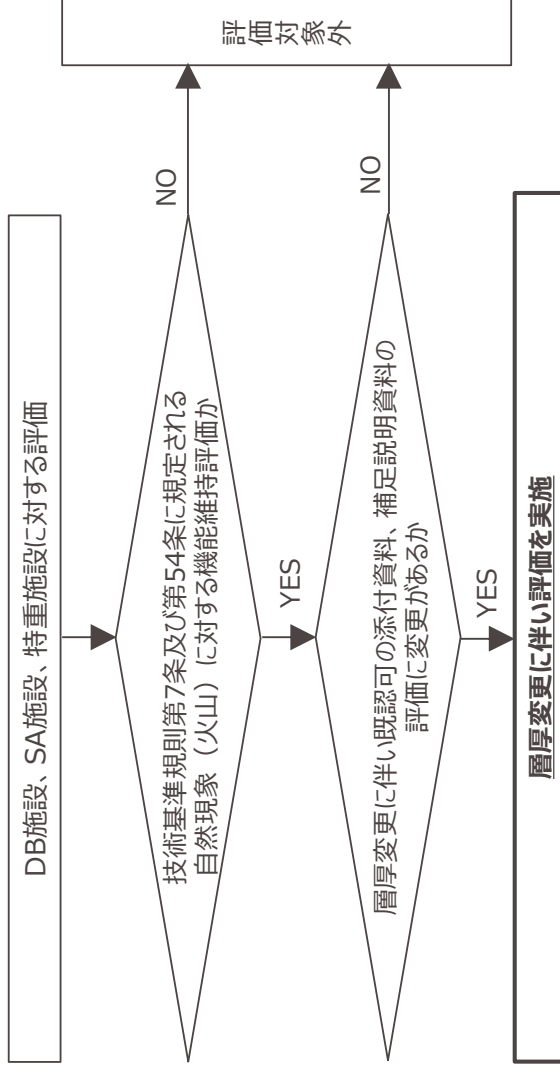 DB施設、SA施設、特重施設に対する評価
技術基準規則第7条及び第54条に規定される
自然現象（火山）に対する機能維持評価か
NO
YES
層厚変更に伴い既認可の添付資料、補足説明資料の
評価に変更があるか
NO
YES
層厚変更に伴い評価を実施
評価対象外